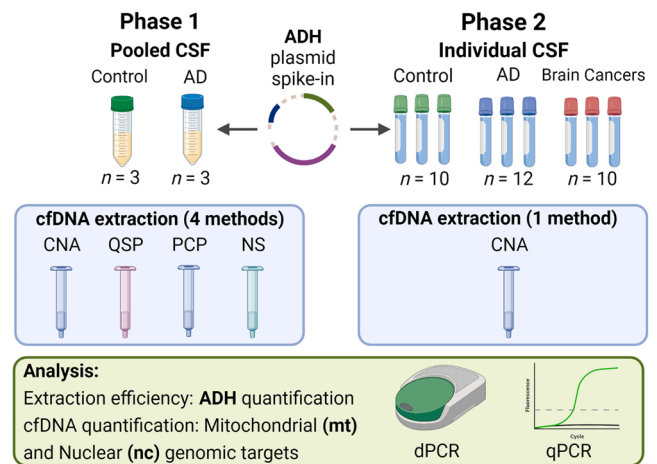 Phase 1
Pooled CSF
Control
AD
n = 3
n = 3
ADH
plasmid
spike-in
Phase 2
Individual CSF
Control
AD
Brain Cancers
n = 10
n = 12
n = 10
cfDNA extraction (4 methods)
CNA
QSP
PCP
NS
cfDNA extraction (1 method)
CNA
Analysis:
Extraction efficiency: ADH quantification
cfDNA quantification: Mitochondrial (mt)
and Nuclear (nc) genomic targets
dPCR
Fluorescence
Cycle
qPCR